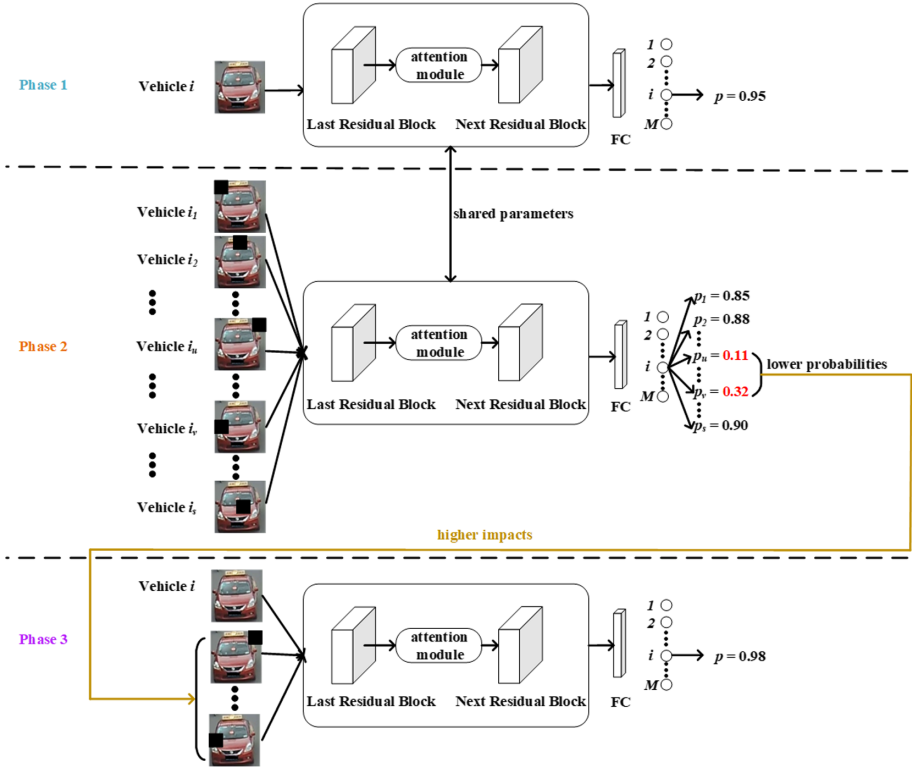 Phase 1
Vehicle i
attention
module
Last Residual Block
Next Residual Block
FC
1
2
i
M
p = 0.95
shared parameters
Phase 2
Vehicle i1
Vehicle i2
Vehicle iu
Vehicle iv
Vehicle is
attention
module
Last Residual Block
Next Residual Block
FC
1
2
i
M
p1 = 0.85
p2 = 0.88
pu = 0.11
pv = 0.32
ps = 0.90
lower probabilities
higher impacts
Phase 3
Vehicle i
attention
module
Last Residual Block
Next Residual Block
FC
1
2
i
M
p = 0.98